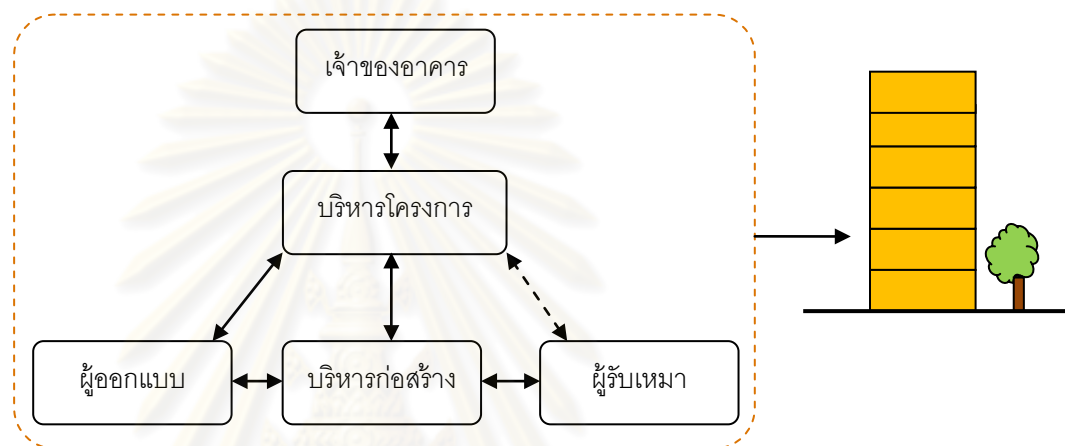 เจ้าของอาคาร
บริหารโครงการ
ผู้ออกแบบ
บริหารก่อสร้าง
ผู้รับเหมา